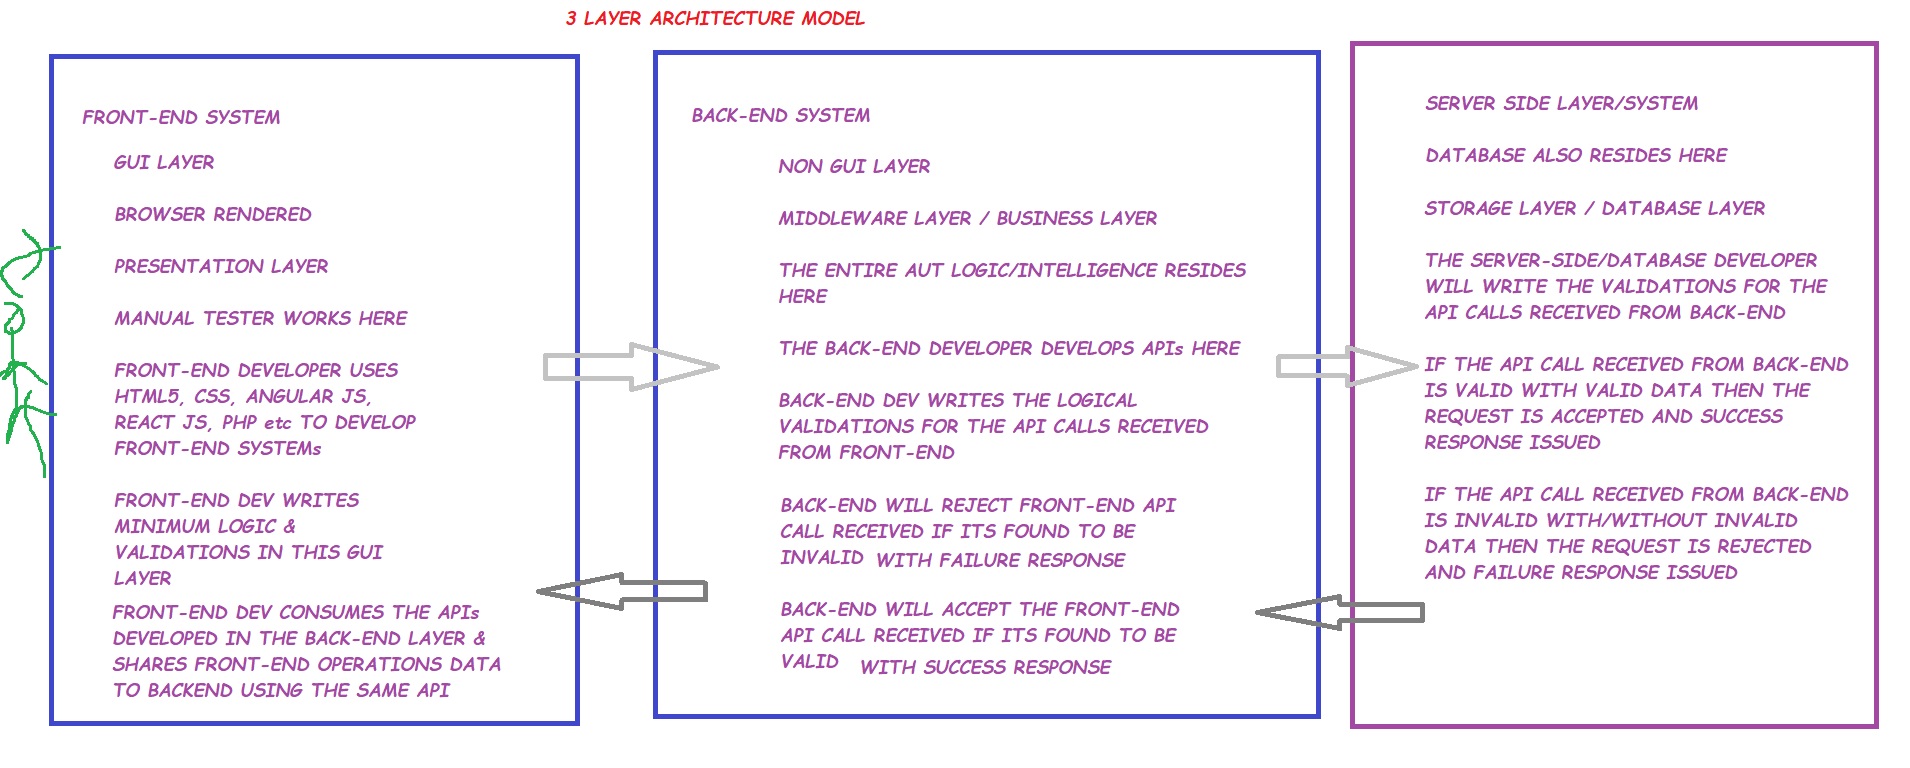 3 LAYER ARCHITECTURE MODEL
FRONT-END SYSTEM
GUI LAYER
BROWSER RENDERED
PRESENTATION LAYER
MANUAL TESTER WORKS HERE
FRONT-END DEVELOPER USES
HTML5, CSS, ANGULAR JS,
REACT JS, PHP etc TO DEVELOP
FRONT-END SYSTEMs
FRONT-END DEV WRITES
MINIMUM LOGIC &
VALIDATIONS IN THIS GUI
LAYER
FRONT-END DEV CONSUMES THE APIs
DEVELOPED IN THE BACK-END LAYER &
SHARES FRONT-END OPERATIONS DATA
TO BACKEND USING THE SAME API
BACK-END SYSTEM
NON GUI LAYER
MIDDLEWARE LAYER / BUSINESS LAYER
THE ENTIRE AUT LOGIC/INTELLIGENCE RESIDES
HERE
THE BACK-END DEVELOPER DEVELOPS APIs HERE
BACK-END DEV WRITES THE LOGICAL
VALIDATIONS FOR THE API CALLS RECEIVED
FROM FRONT-END
BACK-END WILL REJECT FRONT-END API
CALL RECEIVED IF ITS FOUND TO BE
INVALID WITH FAILURE RESPONSE
BACK-END WILL ACCEPT THE FRONT-END
API CALL RECEIVED IF ITS FOUND TO BE
VALID WITH SUCCESS RESPONSE
SERVER SIDE LAYER/SYSTEM
DATABASE ALSO RESIDES HERE
STORAGE LAYER / DATABASE LAYER
THE SERVER-SIDE/DATABASE DEVELOPER
WILL WRITE THE VALIDATIONS FOR THE
API CALLS RECEIVED FROM BACK-END
IF THE API CALL RECEIVED FROM BACK-END
IS VALID WITH VALID DATA THEN THE
REQUEST IS ACCEPTED AND SUCCESS
RESPONSE ISSUED
IF THE API CALL RECEIVED FROM BACK-END
IS INVALID WITH/WITHOUT INVALID
DATA THEN THE REQUEST IS REJECTED
AND FAILURE RESPONSE ISSUED